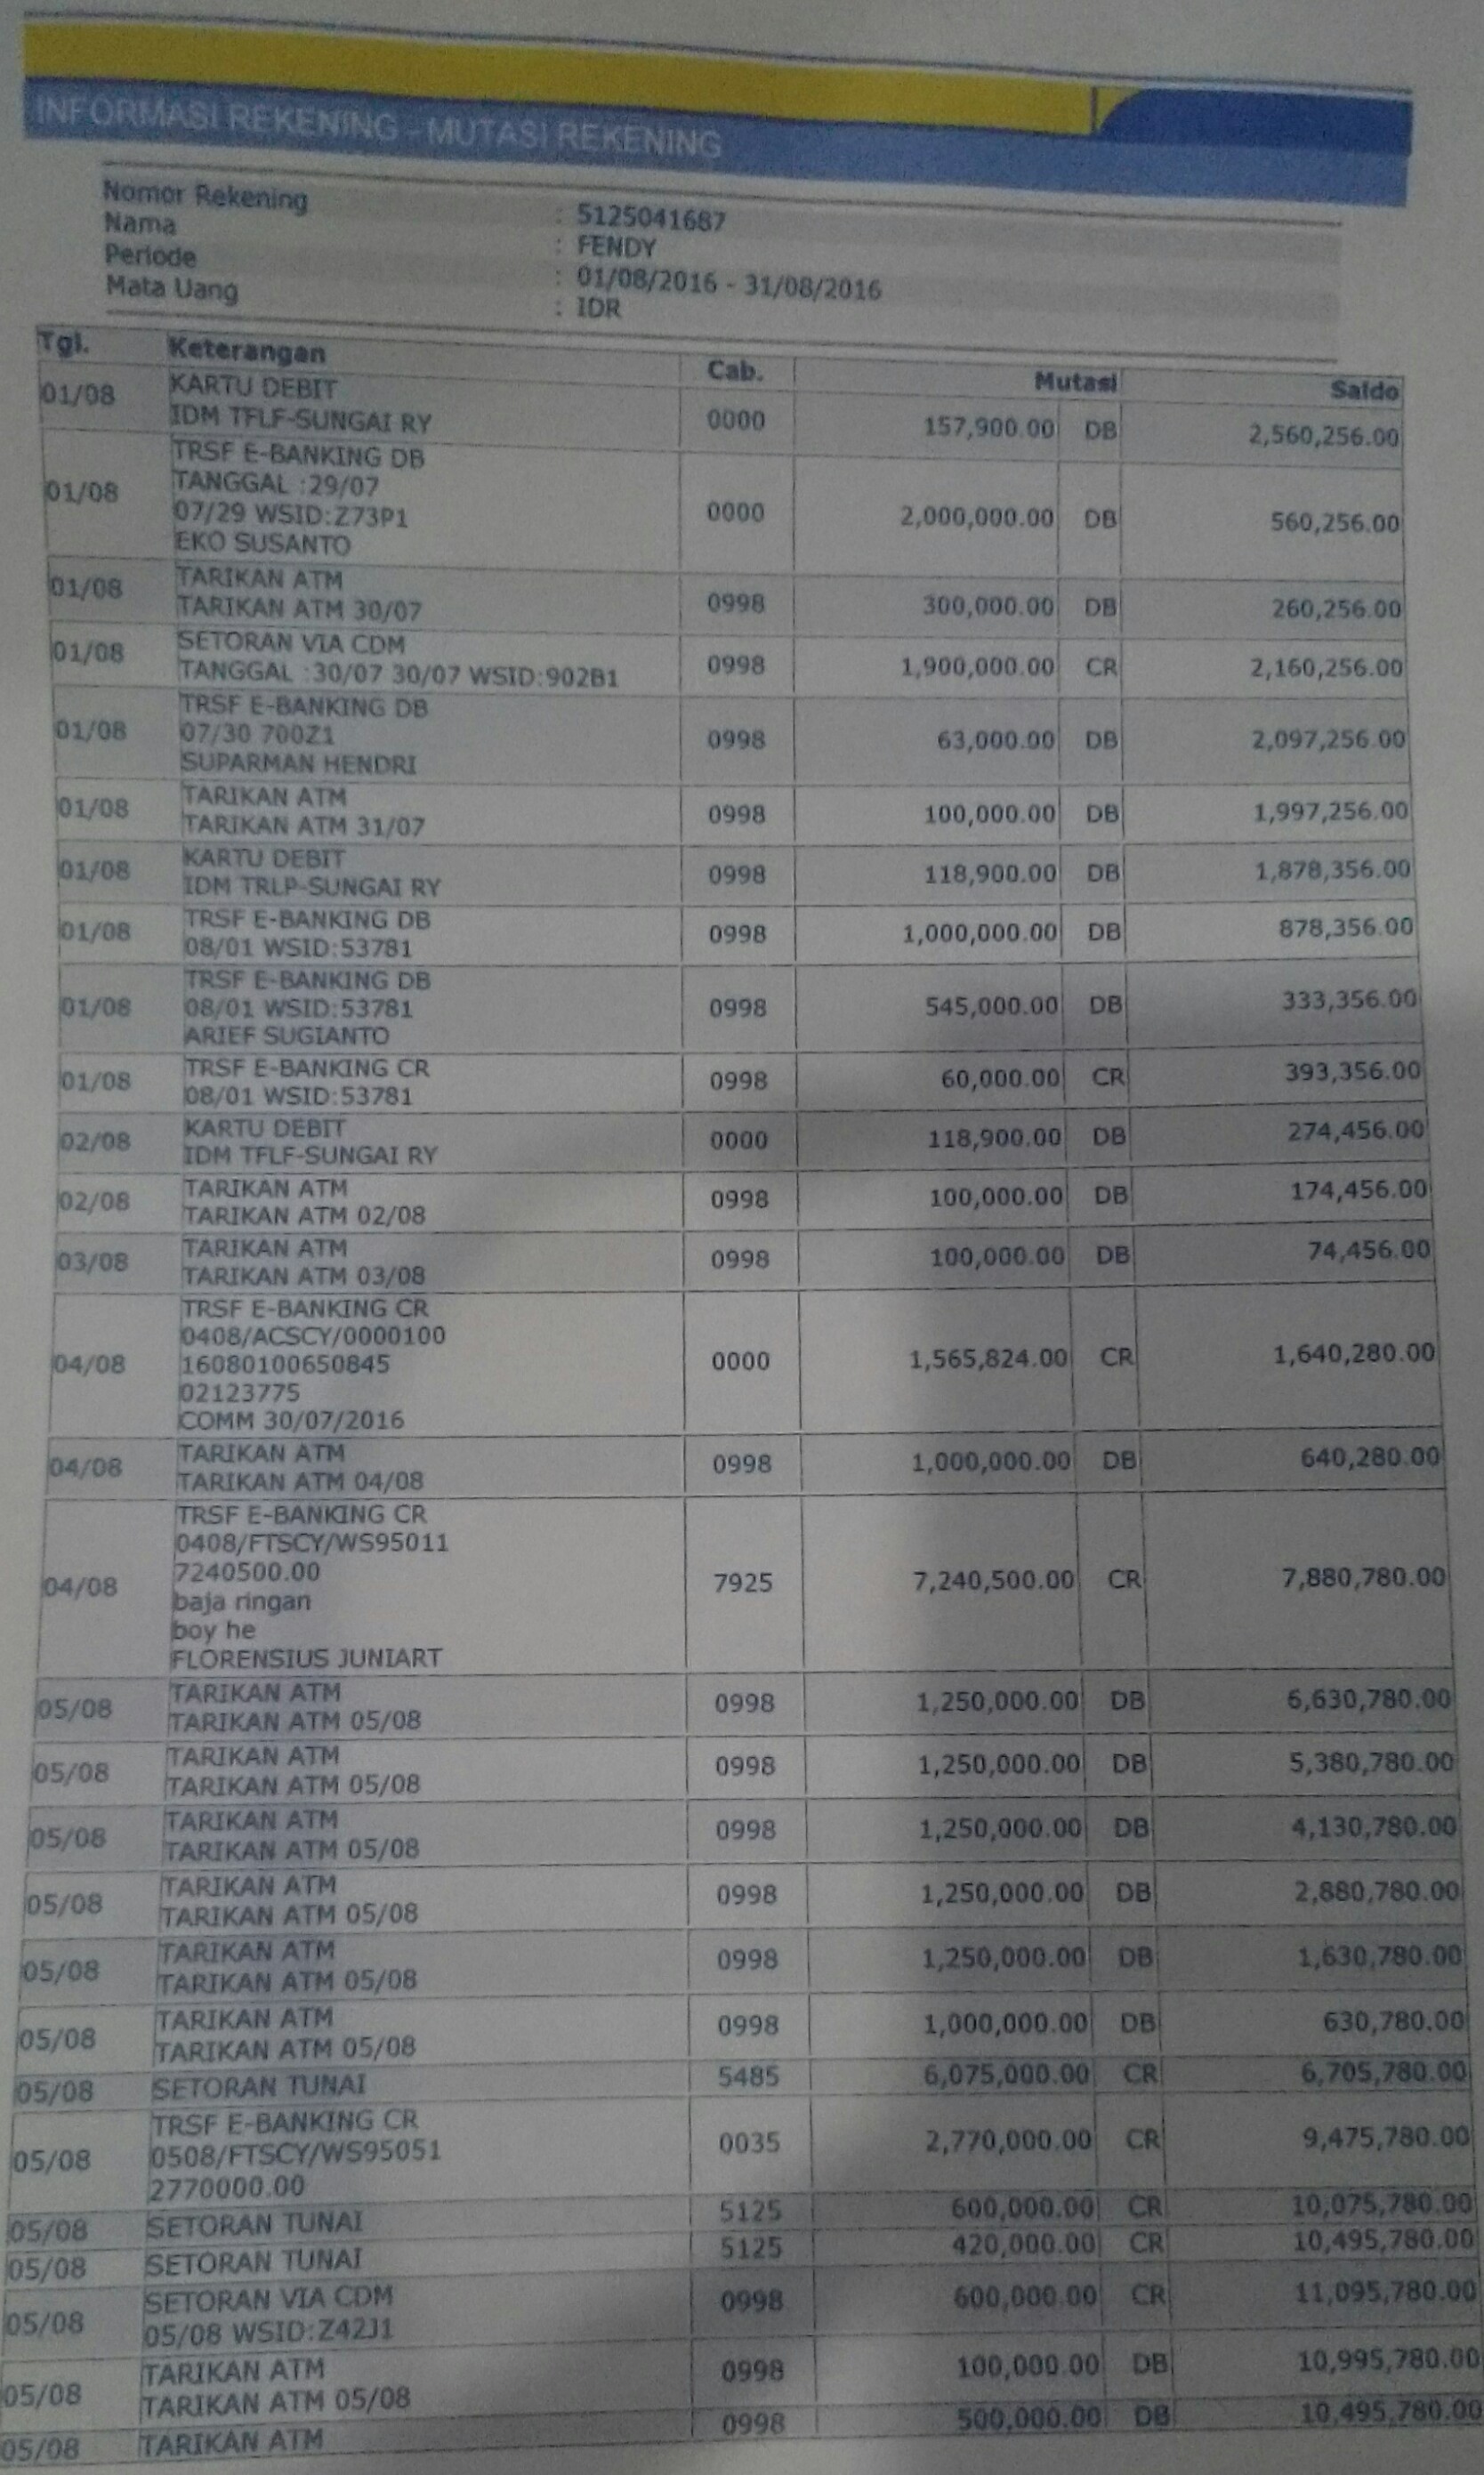 INFORMASI REKENING - MUTASI REKENING
Nomor Rekening : 5125041687
Nama : FENDY
Periode : 01/08/2016 - 31/08/2016
Mata Uang : IDR
Tgl. Keterangan Cab. Mutasi Saldo
01/08 KARTU DEBIT 0000 157,900.00 DB 2,560,256.00
IDM TFLF-SUNGAI RY
01/08 TRSF E-BANKING DB 0000 2,000,000.00 DB 560,256.00
TANGGAL :29/07
07/29 WSID:Z73P1
EKO SUSANTO
01/08 TARIKAN ATM 0998 300,000.00 DB 260,256.00
TARIKAN ATM 30/07
01/08 SETORAN VIA CDM 0998 1,900,000.00 CR 2,160,256.00
TANGGAL :30/07 30/07 WSID:902B1
01/08 TRSF E-BANKING DB 0998 63,000.00 DB 2,097,256.00
07/30 700Z1
SUPARMAN HENDRI
01/08 TARIKAN ATM 0998 100,000.00 DB 1,997,256.00
TARIKAN ATM 31/07
01/08 KARTU DEBIT 0998 118,900.00 DB 1,878,356.00
IDM TRLP-SUNGAI RY
01/08 TRSF E-BANKING DB 0998 1,000,000.00 DB 878,356.00
08/01 WSID:53781
01/08 TRSF E-BANKING DB 0998 545,000.00 DB 333,356.00
08/01 WSID:53781
ARIEF SUGIANTO
01/08 TRSF E-BANKING CR 0998 60,000.00 CR 393,356.00
08/01 WSID:53781
02/08 KARTU DEBIT 0000 118,900.00 DB 274,456.00
IDM TFLF-SUNGAI RY
02/08 TARIKAN ATM 0998 100,000.00 DB 174,456.00
TARIKAN ATM 02/08
03/08 TARIKAN ATM 0998 100,000.00 DB 74,456.00
TARIKAN ATM 03/08
04/08 TRSF E-BANKING CR 0000 1,565,824.00 CR 1,640,280.00
0408/ACSCY/0000100
16080100650845
02123775
COMM 30/07/2016
04/08 TARIKAN ATM 0998 1,000,000.00 DB 640,280.00
TARIKAN ATM 04/08
04/08 TRSF E-BANKING CR 7925 7,240,500.00 CR 7,880,780.00
0408/FTSCY/WS95011
7240500.00
baja ringan
boy he
FLORENSIUS JUNIART
05/08 TARIKAN ATM 0998 1,250,000.00 DB 6,630,780.00
TARIKAN ATM 05/08
05/08 TARIKAN ATM 0998 1,250,000.00 DB 5,380,780.00
TARIKAN ATM 05/08
05/08 TARIKAN ATM 0998 1,250,000.00 DB 4,130,780.00
TARIKAN ATM 05/08
05/08 TARIKAN ATM 0998 1,250,000.00 DB 2,880,780.00
TARIKAN ATM 05/08
05/08 TARIKAN ATM 0998 1,250,000.00 DB 1,630,780.00
TARIKAN ATM 05/08
05/08 TARIKAN ATM 0998 1,000,000.00 DB 630,780.00
TARIKAN ATM 05/08
05/08 SETORAN TUNAI 5485 6,075,000.00 CR 6,705,780.00
05/08 TRSF E-BANKING CR 0035 2,770,000.00 CR 9,475,780.00
0508/FTSCY/WS95051
2770000.00
05/08 SETORAN TUNAI 5125 600,000.00 CR 10,075,780.00
05/08 SETORAN TUNAI 5125 420,000.00 CR 10,495,780.00
05/08 SETORAN VIA CDM 0998 600,000.00 CR 11,095,780.00
05/08 WSID:Z42J1
05/08 TARIKAN ATM 0998 100,000.00 DB 10,995,780.00
TARIKAN ATM 05/08
05/08 TARIKAN ATM 0998 500,000.00 DB 10,495,780.00